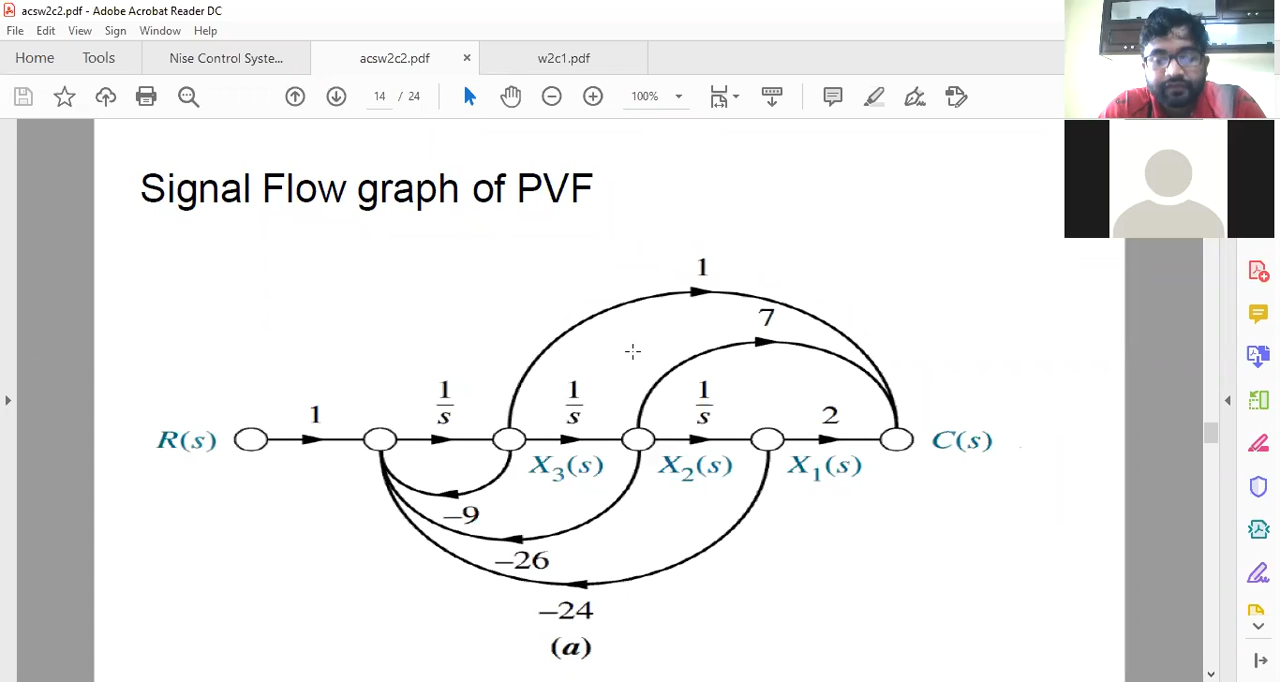 acsw2c2.pdf - Adobe Acrobat Reader DC
File Edit View Window Help
Home Tools Nise Control Syste... acsw2c2.pdf × w2c1.pdf
14 / 24 100%
Signal Flow graph of PVF
1
7
1/s 1/s 1/s
1 2
R(s) C(s)
X₃(s) X₂(s) X₁(s)
−9
−26
−24
(a)